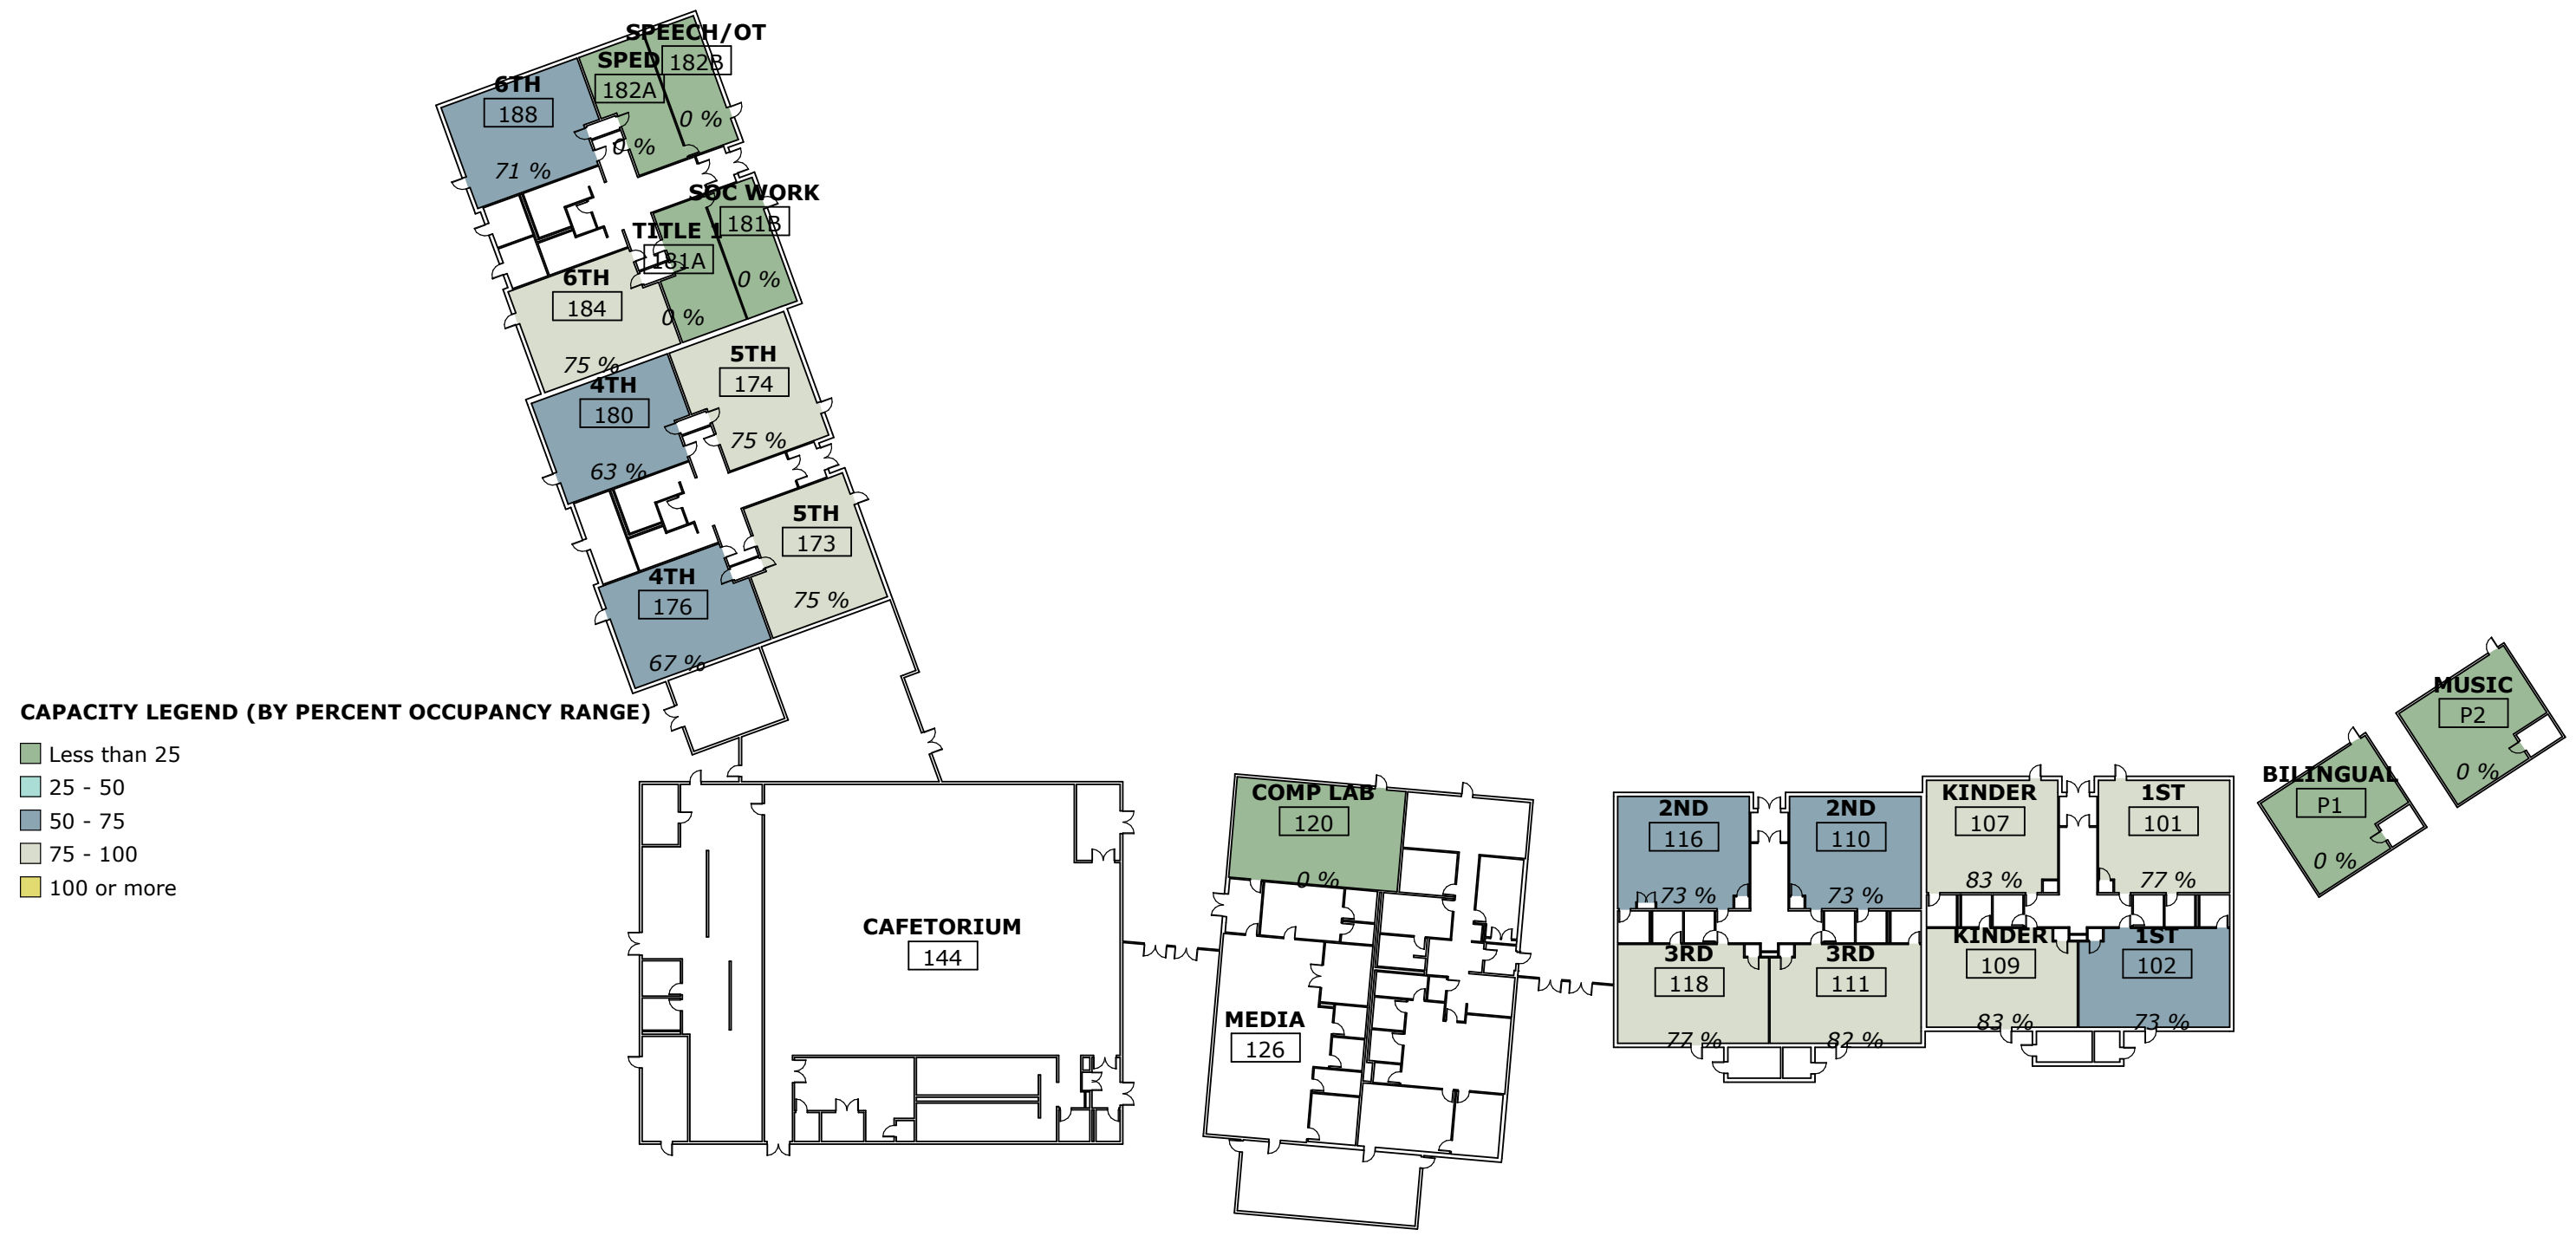 SPEECH/OT
182B
0 %
SPED
182A
0 %
6TH
188
71 %
SOC WORK
181B
0 %
TITLE 1
181A
0 %
6TH
184
75 %
5TH
174
75 %
4TH
180
63 %
5TH
173
75 %
4TH
176
67 %
CAPACITY LEGEND (BY PERCENT OCCUPANCY RANGE)
Less than 25
25 - 50
50 - 75
75 - 100
100 or more
CAFETORIUM
144
COMP LAB
120
0 %
MEDIA
126
2ND
116
73 %
2ND
110
73 %
KINDER
107
83 %
1ST
101
77 %
3RD
118
77 %
3RD
111
82 %
KINDER
109
83 %
1ST
102
73 %
BILINGUAL
P1
0 %
MUSIC
P2
0 %